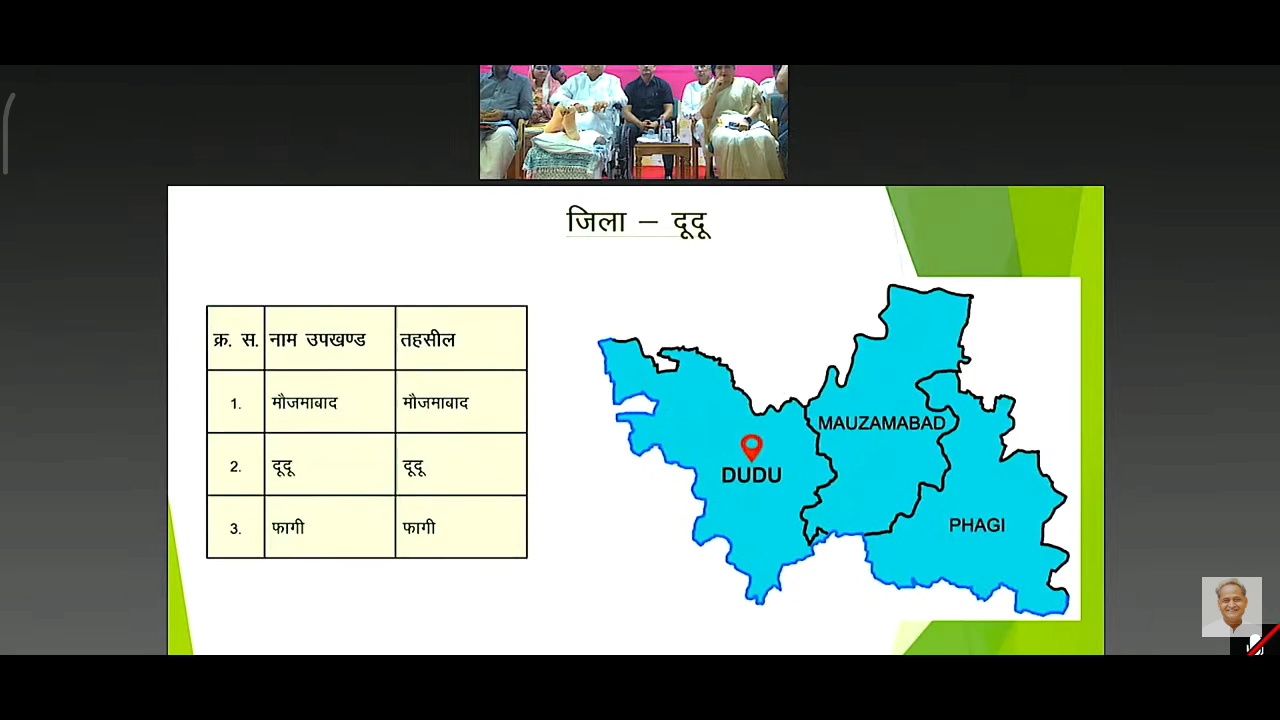 जिला – दूदू
क्र. स. नाम उपखण्ड तहसील
1. मौजमाबाद मौजमाबाद
2. दूदू दूदू
3. फागी फागी
MAUZAMABAD
DUDU
PHAGI